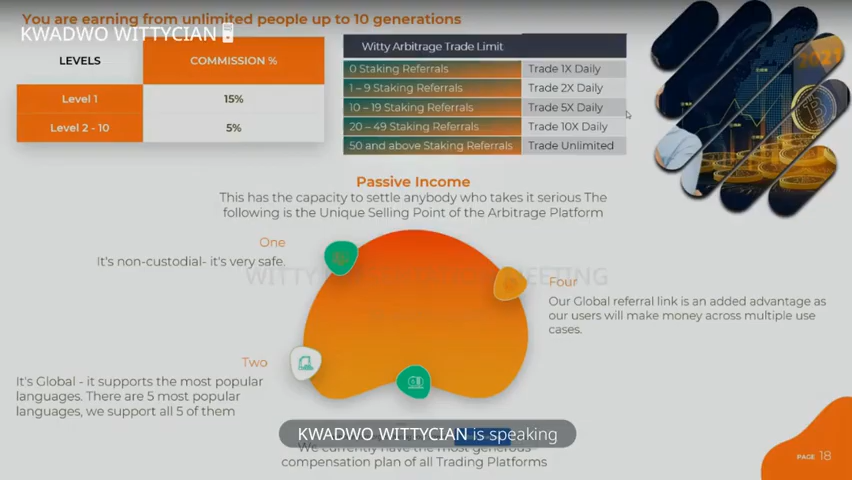 You are earning from unlimited people up to 10 generations
KWADWO WITTYCIAN
LEVELS COMMISSION %
Level 1 15%
Level 2 - 10 5%
Witty Arbitrage Trade Limit
0 Staking Referrals Trade 1X Daily
1 – 9 Staking Referrals Trade 2X Daily
10 – 19 Staking Referrals Trade 5X Daily
20 – 49 Staking Referrals Trade 10X Daily
50 and above Staking Referrals Trade Unlimited
2021
Passive Income
This has the capacity to settle anybody who takes it serious The
following is the Unique Selling Point of the Arbitrage Platform
One
It's non-custodial- it's very safe.
WITTY MEETING
Four
Our Global referral link is an added advantage as
our users will make money across multiple use
cases.
Two
It's Global - it supports the most popular
languages. There are 5 most popular
languages, we support all 5 of them
KWADWO WITTYCIAN is speaking
We currently have the most generous
compensation plan of all Trading Platforms
PAGE 18